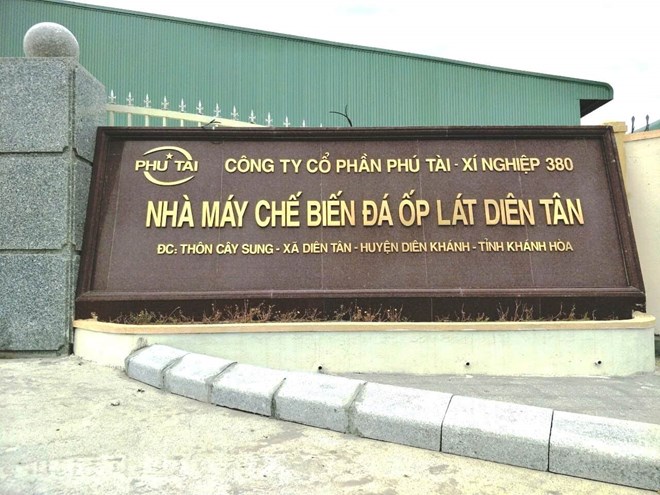 PHÚ TÀI
CÔNG TY CỔ PHẦN PHÚ TÀI - XÍ NGHIỆP 380
NHÀ MÁY CHẾ BIẾN ĐÁ ỐP LÁT DIÊN TÂN
ĐC: THÔN CÂY SUNG - XÃ DIÊN TÂN - HUYỆN DIÊN KHÁNH - TỈNH KHÁNH HÒA